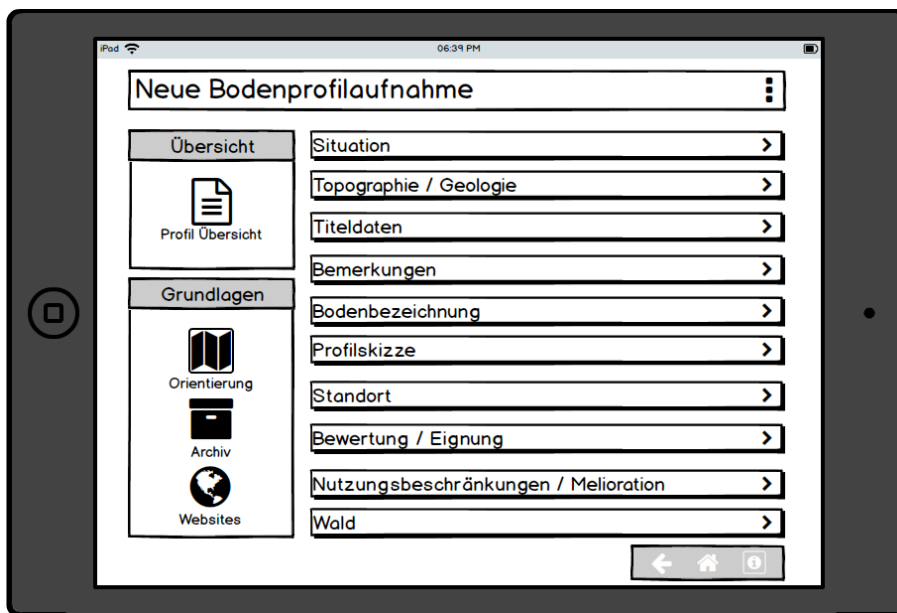 iPod
06:39 PM
Neue Bodenprofilaufnahme
Übersicht
Profil Übersicht
Grundlagen
Orientierung
Archiv
Websites
Situation
Topographie / Geologie
Titeldaten
Bemerkungen
Bodenbezeichnung
Profilskizze
Standort
Bewertung / Eignung
Nutzungsbeschränkungen / Melioration
Wald